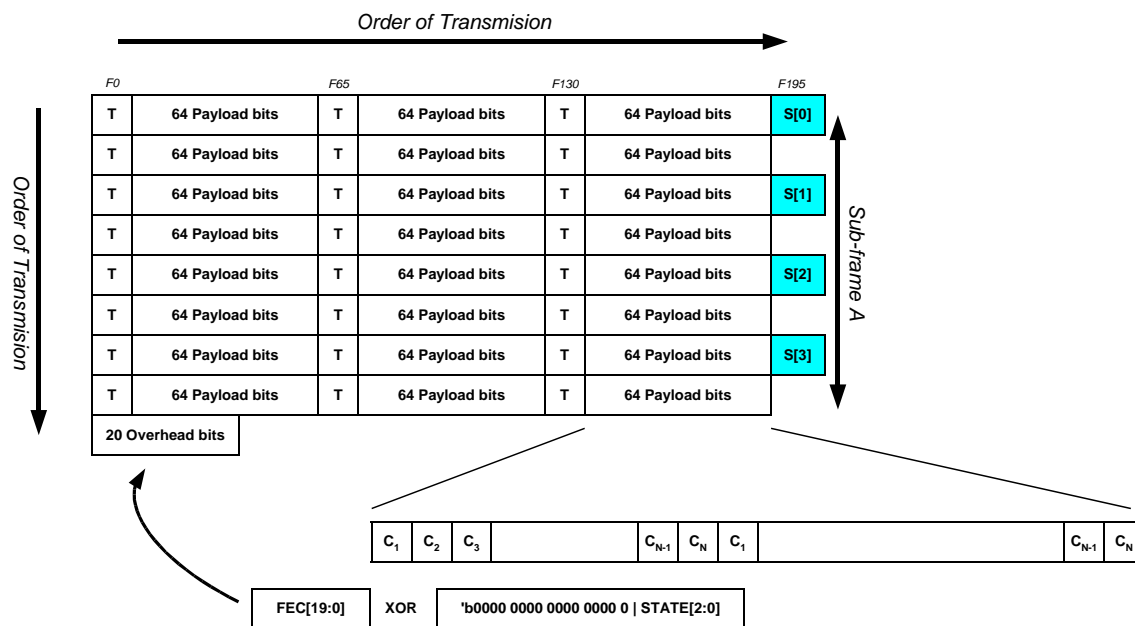 Order of Transmision
F0 F65 F130 F195
T 64 Payload bits T 64 Payload bits T 64 Payload bits S[0]
T 64 Payload bits T 64 Payload bits T 64 Payload bits
T 64 Payload bits T 64 Payload bits T 64 Payload bits S[1]
T 64 Payload bits T 64 Payload bits T 64 Payload bits
T 64 Payload bits T 64 Payload bits T 64 Payload bits S[2]
T 64 Payload bits T 64 Payload bits T 64 Payload bits
T 64 Payload bits T 64 Payload bits T 64 Payload bits S[3]
T 64 Payload bits T 64 Payload bits T 64 Payload bits
Order of Transmision
Sub-frame A
20 Overhead bits
C1 C2 C3 CN-1 CN C1 CN-1 CN
FEC[19:0] XOR 'b0000 0000 0000 0000 0 | STATE[2:0]